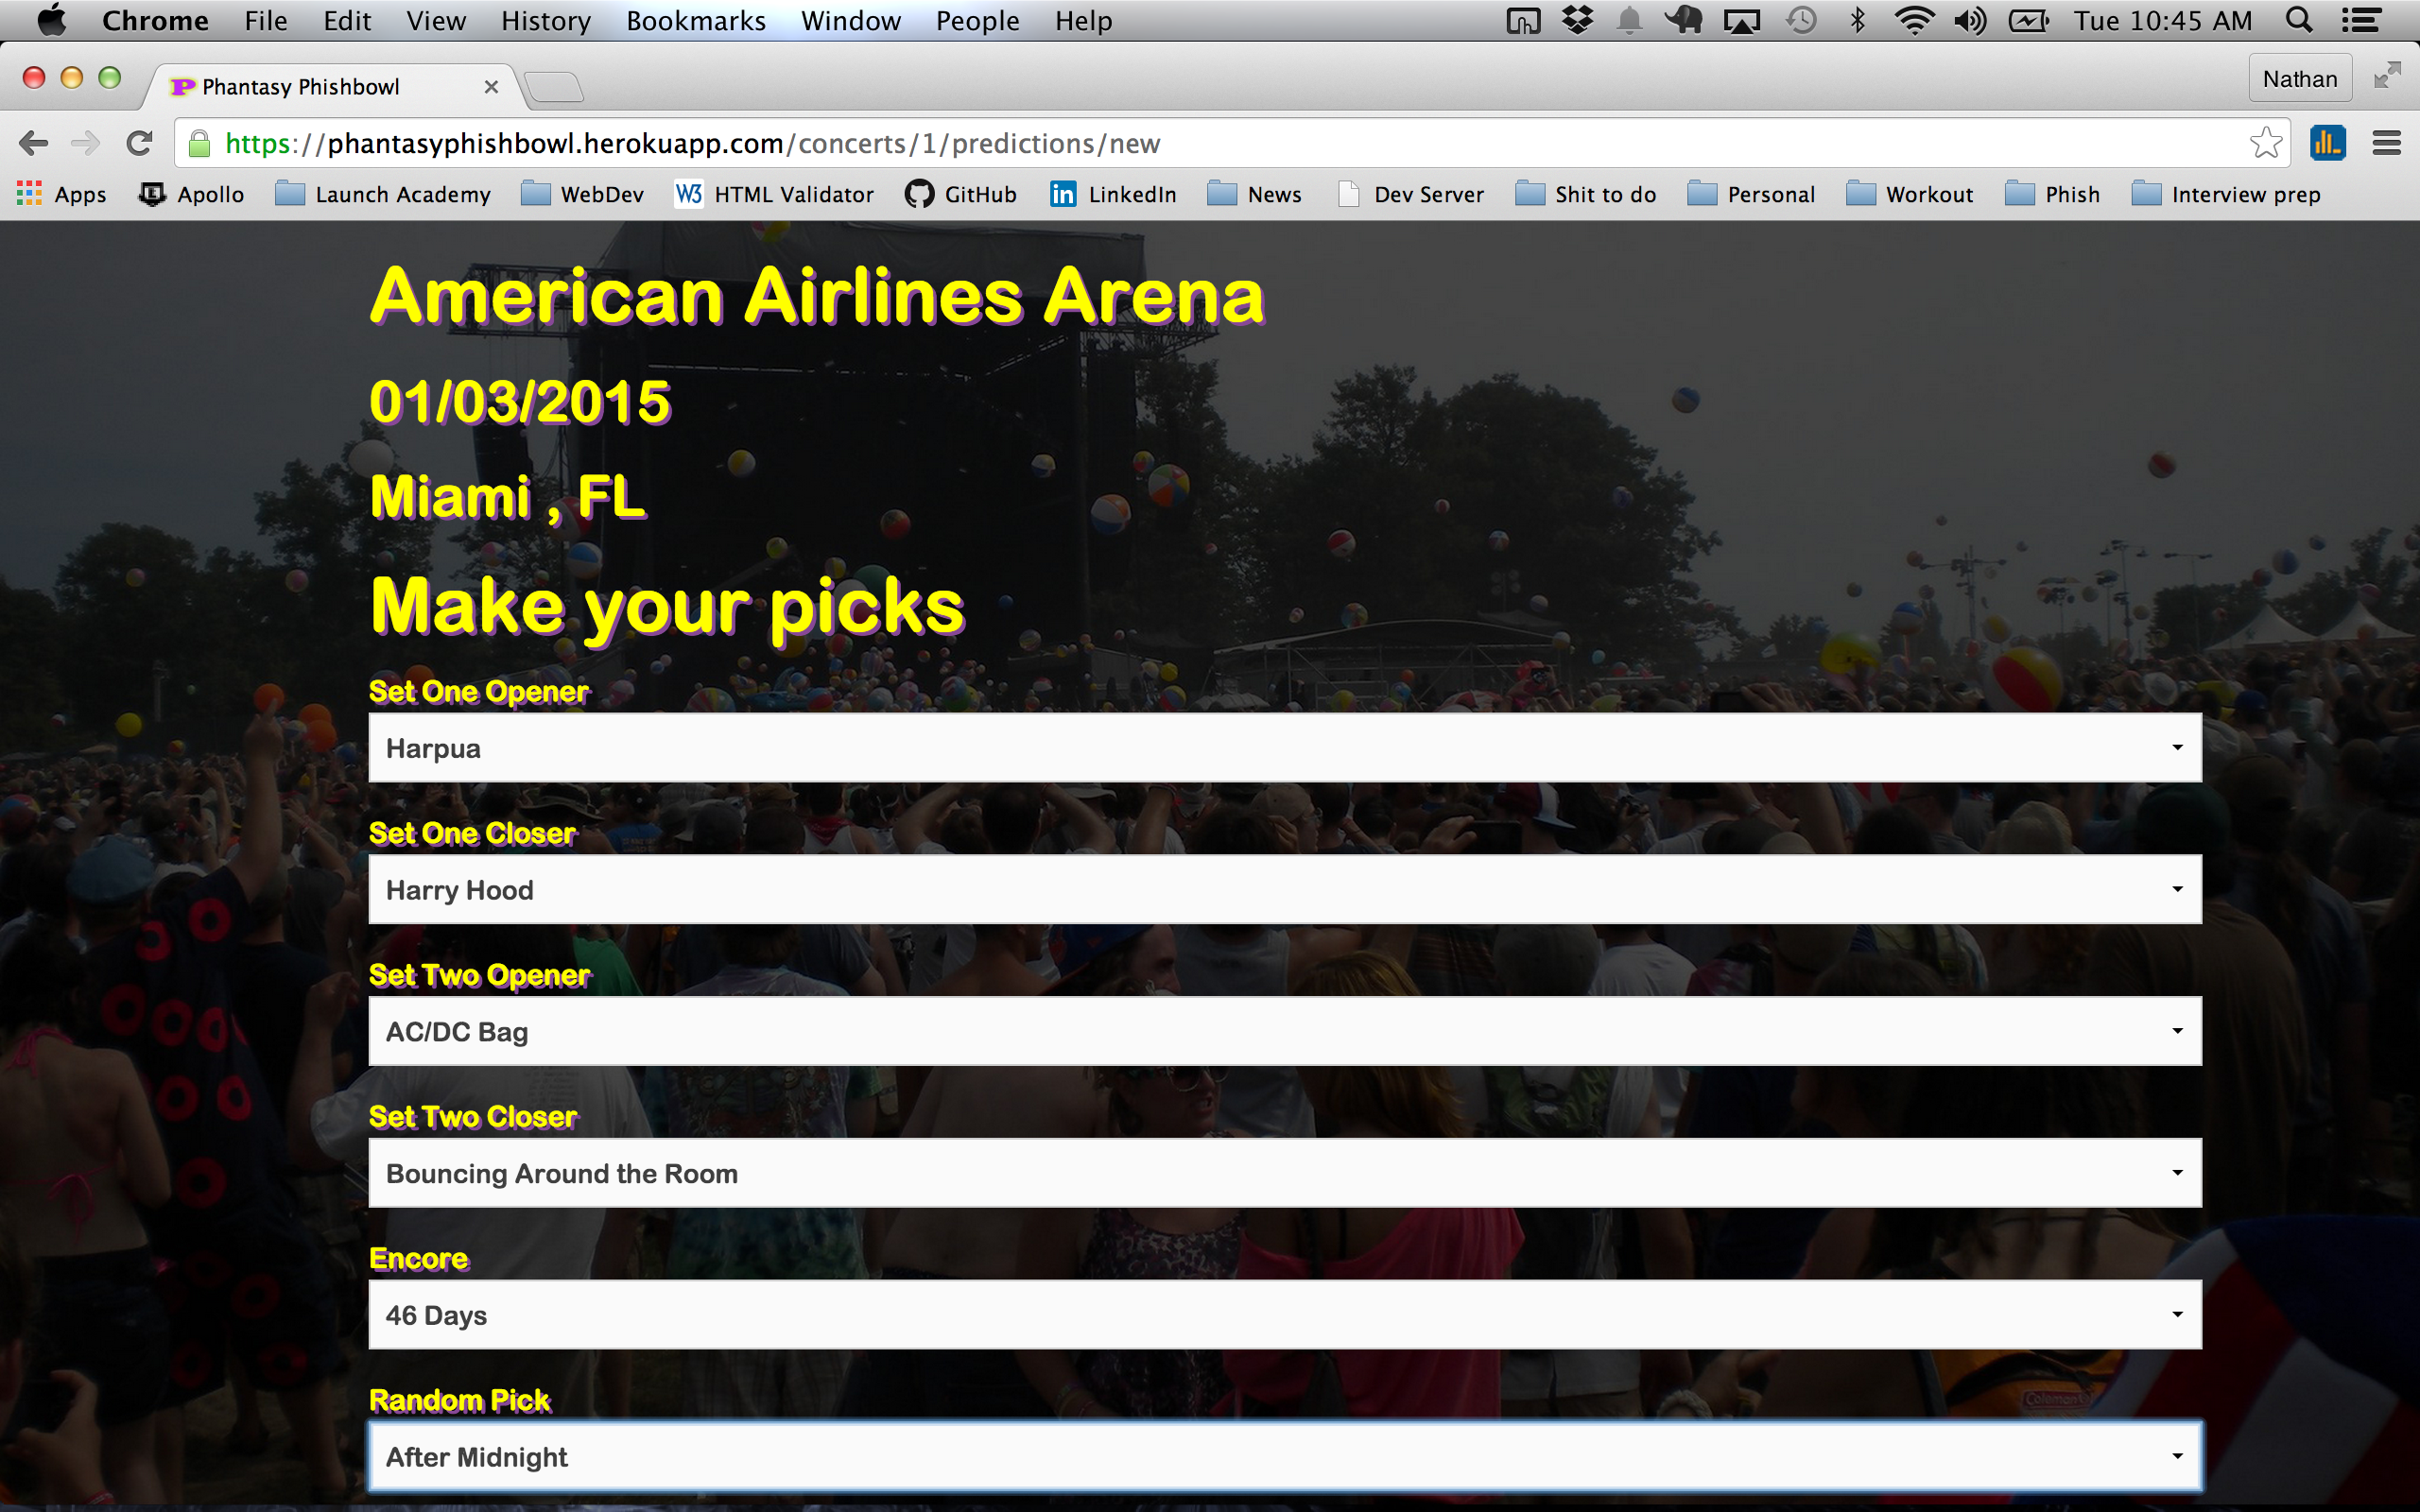 Chrome File Edit View History Bookmarks Window People Help Tue 10:45 AM
Phantasy Phishbowl Nathan
https://phantasyphishbowl.herokuapp.com/concerts/1/predictions/new
Apps Apollo Launch Academy WebDev W3 HTML Validator GitHub in LinkedIn News Dev Server Shit to do Personal Workout Phish Interview prep
American Airlines Arena
01/03/2015
Miami , FL
Make your picks
Set One Opener
Harpua
Set One Closer
Harry Hood
Set Two Opener
AC/DC Bag
Set Two Closer
Bouncing Around the Room
Encore
46 Days
Random Pick
Coleman
After Midnight